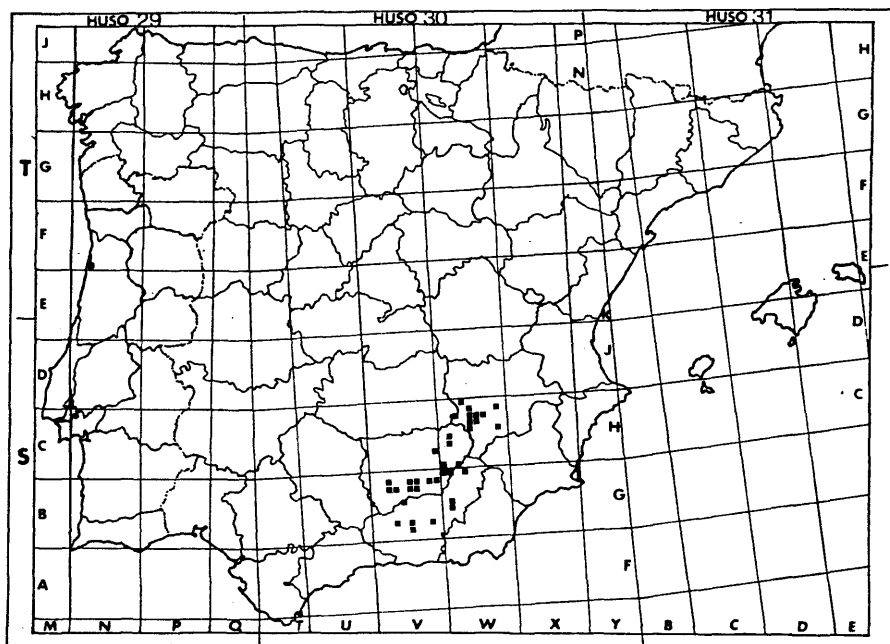 HUSO 29 HUSO 30 HUSO 31
J P H
N
H G
T G F
F E
E K D
J
D C
H
S C
G
B
F
A
M N P Q T U V W X Y B C D E